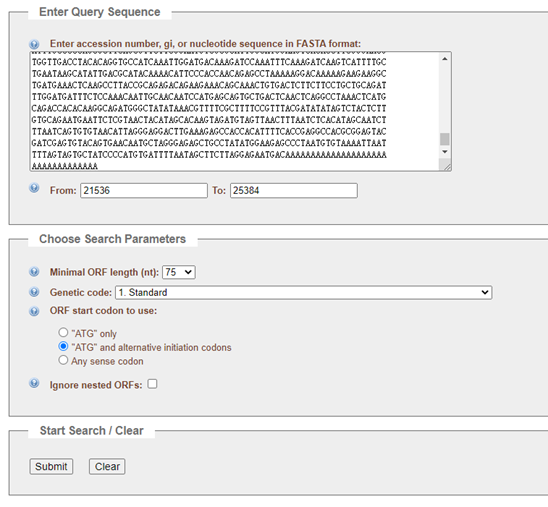 Enter Query Sequence
Enter accession number, gi, or nucleotide sequence in FASTA format:
TGGTTGACCTACACAGGTGCCATCAAATTGGATGACAAAGATCCAAATTTCAAAGATCAAGTCATTTTGC
TGAATAAGCATATTGACGCATACAAAACATTCCCACCAACAGAGCCTAAAAAGGACAAAAAGAAGAAGGC
TGATGAAACTCAAGCCTTACCGCAGAGACAGAAGAAACAGCAAACTGTGACTCTTCTTCCTGCTGCAGAT
TTGGATGATTTCTCCAAACAATTGCAACAATCCATGAGCAGTGCTGACTCAACTCAGGCCTAAACTCATG
CAGACCACACAAGGCAGATGGGCTATATAAACGTTTTCGCTTTTCCGTTTACGATATATAGTCTACTCTT
GTGCAGAATGAATTCTCGTAACTACATAGCACAAGTAGATGTAGTTAACTTTAATCTCACATAGCAATCT
TTAATCAGTGTGTAACATTAGGGAGGACTTGAAAGAGCCACCACATTTTCACCGAGGCCACGCGGAGTAC
GATCGAGTGTACAGTGAACAATGCTAGGGAGAGCTGCCTATATGGAAGAGCCCTAATGTGTAAAATTAAT
TTTAGTAGTGCTATCCCCATGTGATTTTAATAGCTTCTTAGGAGAATGACAAAAAAAAAAAAAAAAAAAA
AAAAAAAAAAAAA
From: 21536 To: 25384
Choose Search Parameters
Minimal ORF length (nt): 75
Genetic code: 1. Standard
ORF start codon to use:
"ATG" only
"ATG" and alternative initiation codons
Any sense codon
Ignore nested ORFs:
Start Search / Clear
Submit Clear